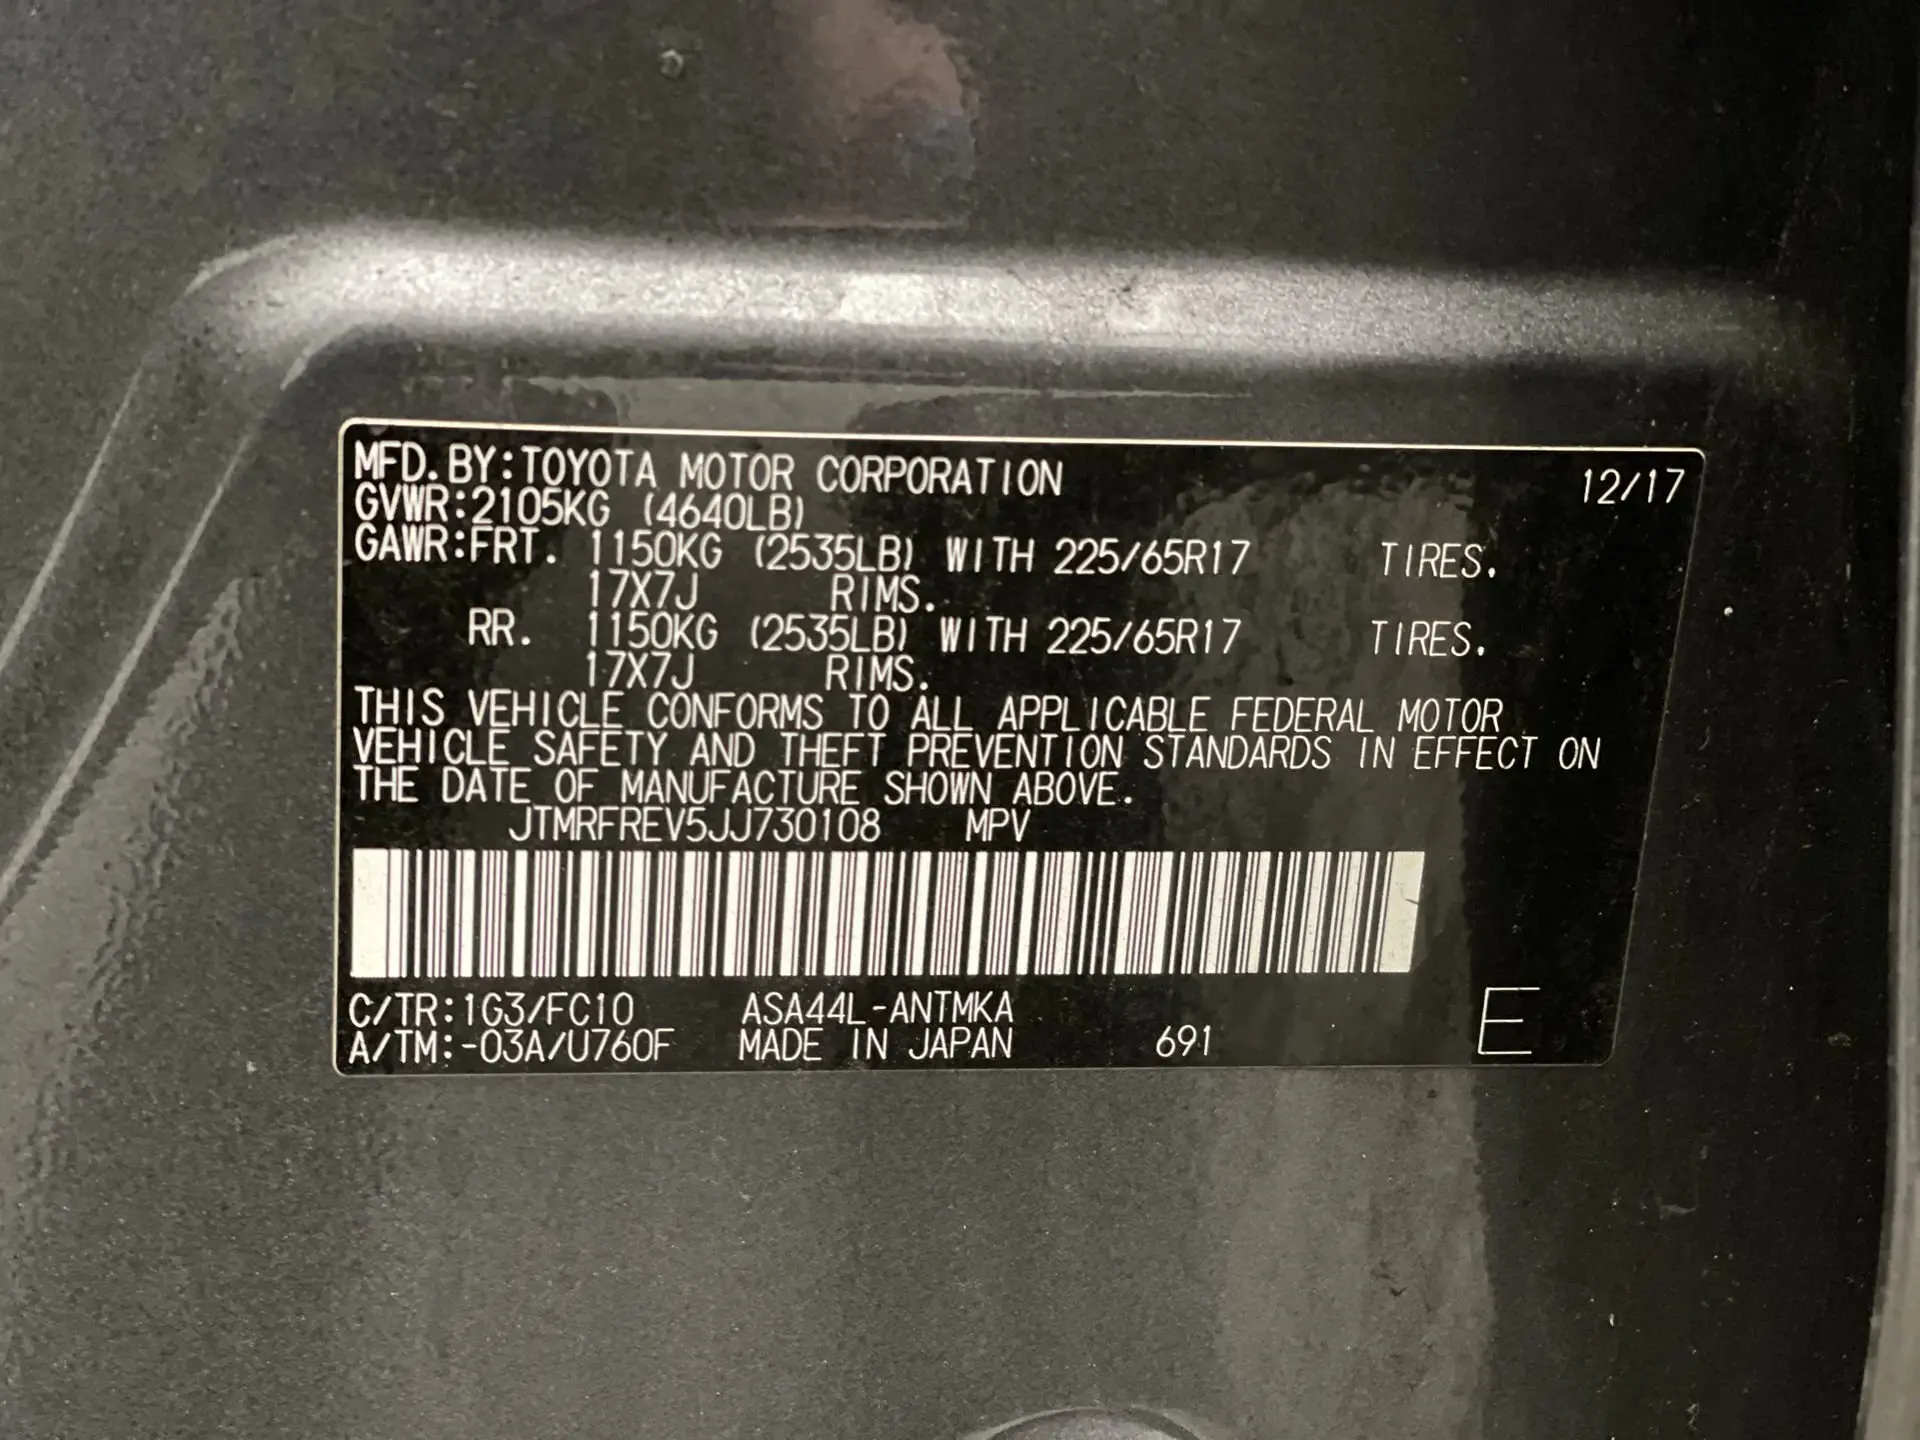 MFD.BY:TOYOTA MOTOR CORPORATION 12/17
GVWR:2105KG (4640LB)
GAWR:FRT. 1150KG (2535LB) WITH 225/65R17 TIRES.
17X7J RIMS.
RR. 1150KG (2535LB) WITH 225/65R17 TIRES.
17X7J RIMS.
THIS VEHICLE CONFORMS TO ALL APPLICABLE FEDERAL MOTOR
VEHICLE SAFETY AND THEFT PREVENTION STANDARDS IN EFFECT ON
THE DATE OF MANUFACTURE SHOWN ABOVE.
JTMRFREV5JJ730108 MPV
C/TR:1G3/FC10 ASA44L-ANTMKA
A/TM:-03A/U760F MADE IN JAPAN 691 E